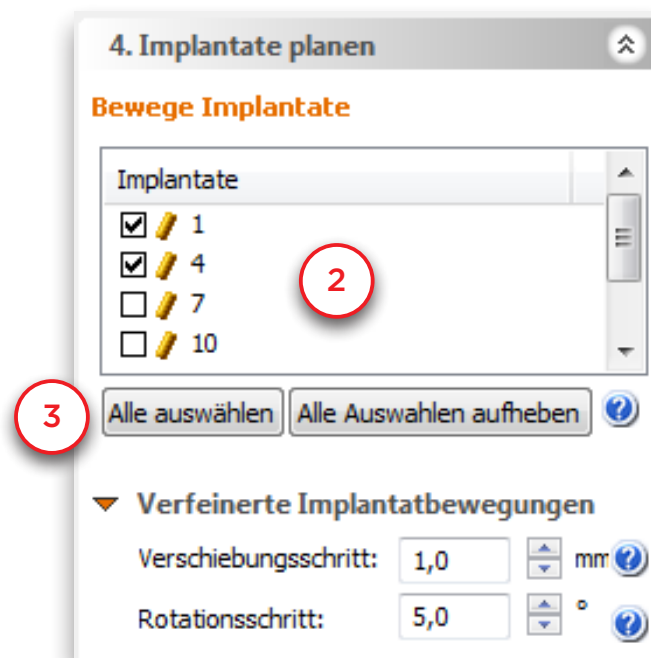 4. Implantate planen
Bewege Implantate
Implantate
1
4
2
7
10
3
Alle auswählen Alle Auswahlen aufheben ?
Verfeinerte Implantatbewegungen
Verschiebungsschritt: 1,0 mm ?
Rotationsschritt: 5,0 ° ?